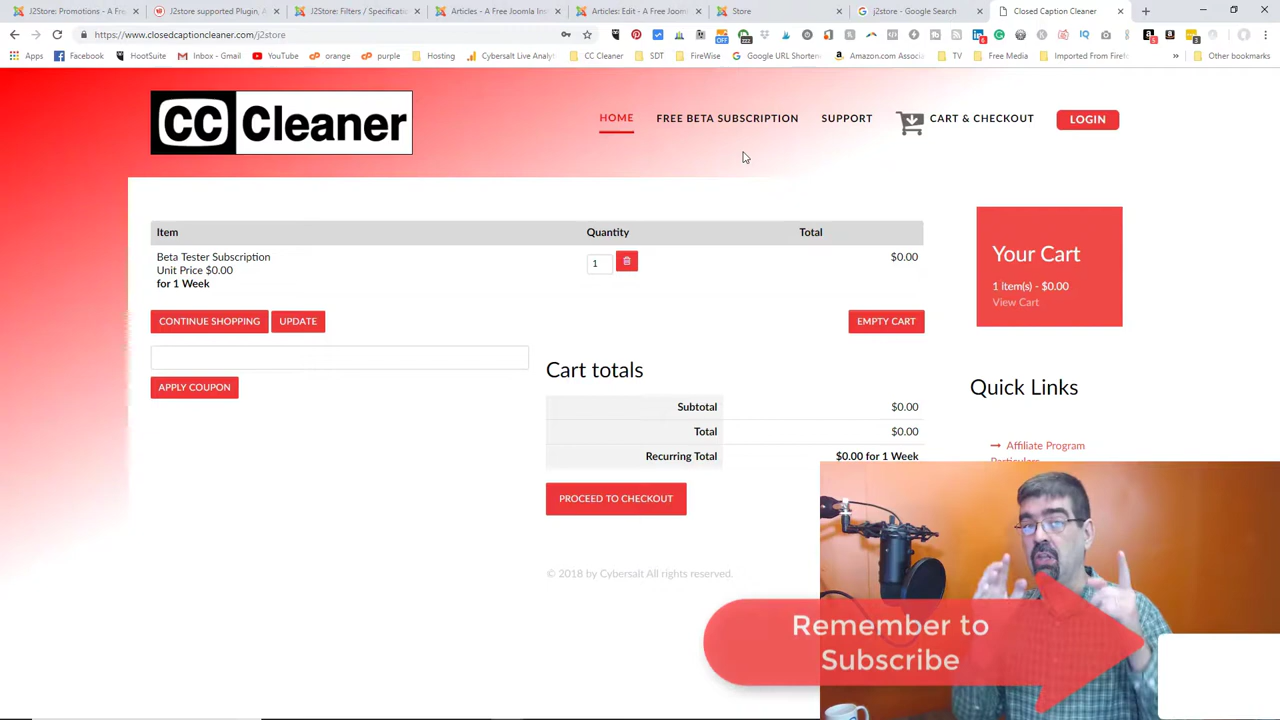 J2Store: Promotions - A Free Jo
J2store supported Plugin, A
J2Store: Filters / Specificatio
Articles - A Free Joomla Ins
Articles: Edit - A Free Joom
Store
j2store - Google Search
Closed Caption Cleaner
https://www.closedcaptioncleaner.com/j2store
Apps
Facebook
HootSuite
Inbox - Gmail
YouTube
orange
purple
Hosting
Cybersalt Live Analy
CC Cleaner
SDT
FireWise
Google URL Shorten
Amazon.com Associa
TV
Free Media
Imported From Firef
Other bookmarks
CC Cleaner
HOME
FREE BETA SUBSCRIPTION
SUPPORT
CART & CHECKOUT
LOGIN
Item Quantity Total
Beta Tester Subscription
Unit Price $0.00
for 1 Week
1
$0.00
CONTINUE SHOPPING
UPDATE
EMPTY CART
APPLY COUPON
Cart totals
Subtotal $0.00
Total $0.00
Recurring Total $0.00 for 1 Week
PROCEED TO CHECKOUT
Your Cart
1 item(s) - $0.00
View Cart
Quick Links
Affiliate Program
© 2018 by Cybersalt All rights reserved.
Remember to
Subscribe